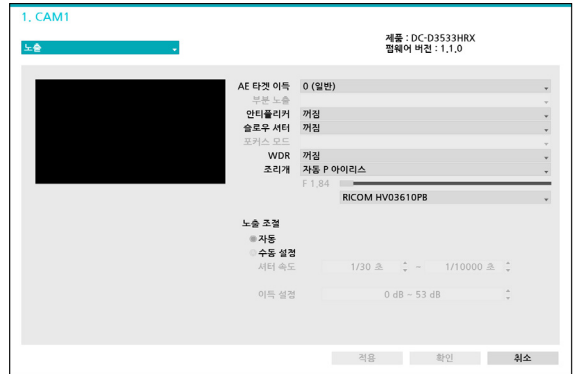 1. CAM1
노출
제품 : DC-D3533HRX
펌웨어 버전 : 1.1.0
AE 타겟 이득 0 (일반)
부분 노출
안티플리커 꺼짐
슬로우 셔터 꺼짐
포커스 모드
WDR 꺼짐
조리개 자동 P 아이리스
F 1.84
RICOM HV03610PB
노출 조절
자동
수동 설정
셔터 속도 1/30 초 ~ 1/10000 초
이득 설정 0 dB ~ 53 dB
적용 확인 취소